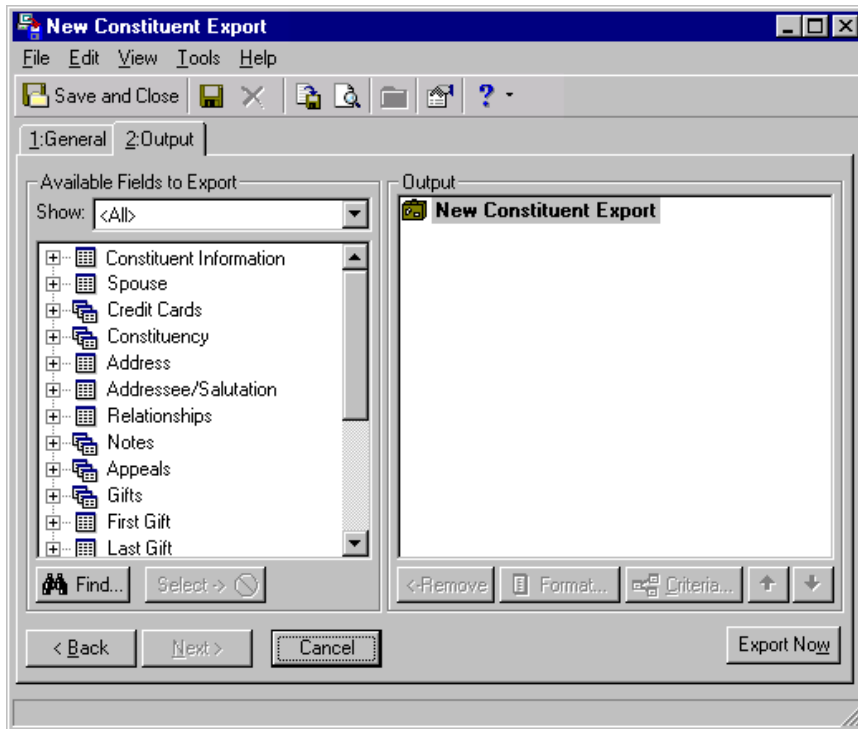 New Constituent Export
File Edit View Tools Help
Save and Close ? 
1:General 2:Output
Available Fields to Export
Show: <All>
Constituent Information
Spouse
Credit Cards
Constituency
Address
Addressee/Salutation
Relationships
Notes
Appeals
Gifts
First Gift
Last Gift
Find... Select ->
Output
New Constituent Export
<-Remove Format... Criteria...
< Back Next > Cancel Export Now